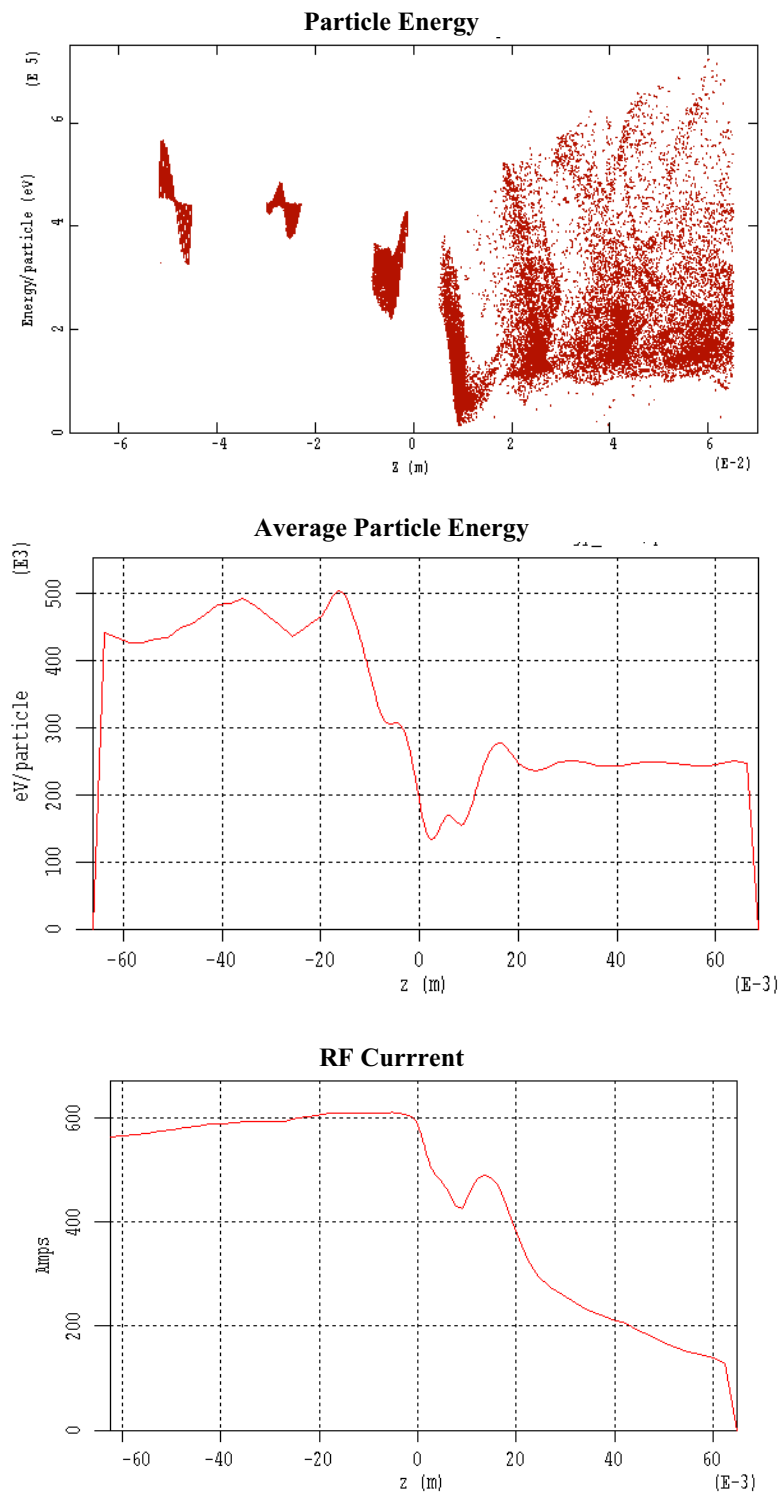 Particle Energy
(E 5)
Energy/particle (eV)
6
4
2
0
-6 -4 -2 0 2 4 6
Z (m)
(E-2)
Average Particle Energy
(E3)
eV/particle
500
400
300
200
100
0
-60 -40 -20 0 20 40 60
z (m)
(E-3)
RF Currrent
Amps
600
400
200
0
-60 -40 -20 0 20 40 60
z (m)
(E-3)